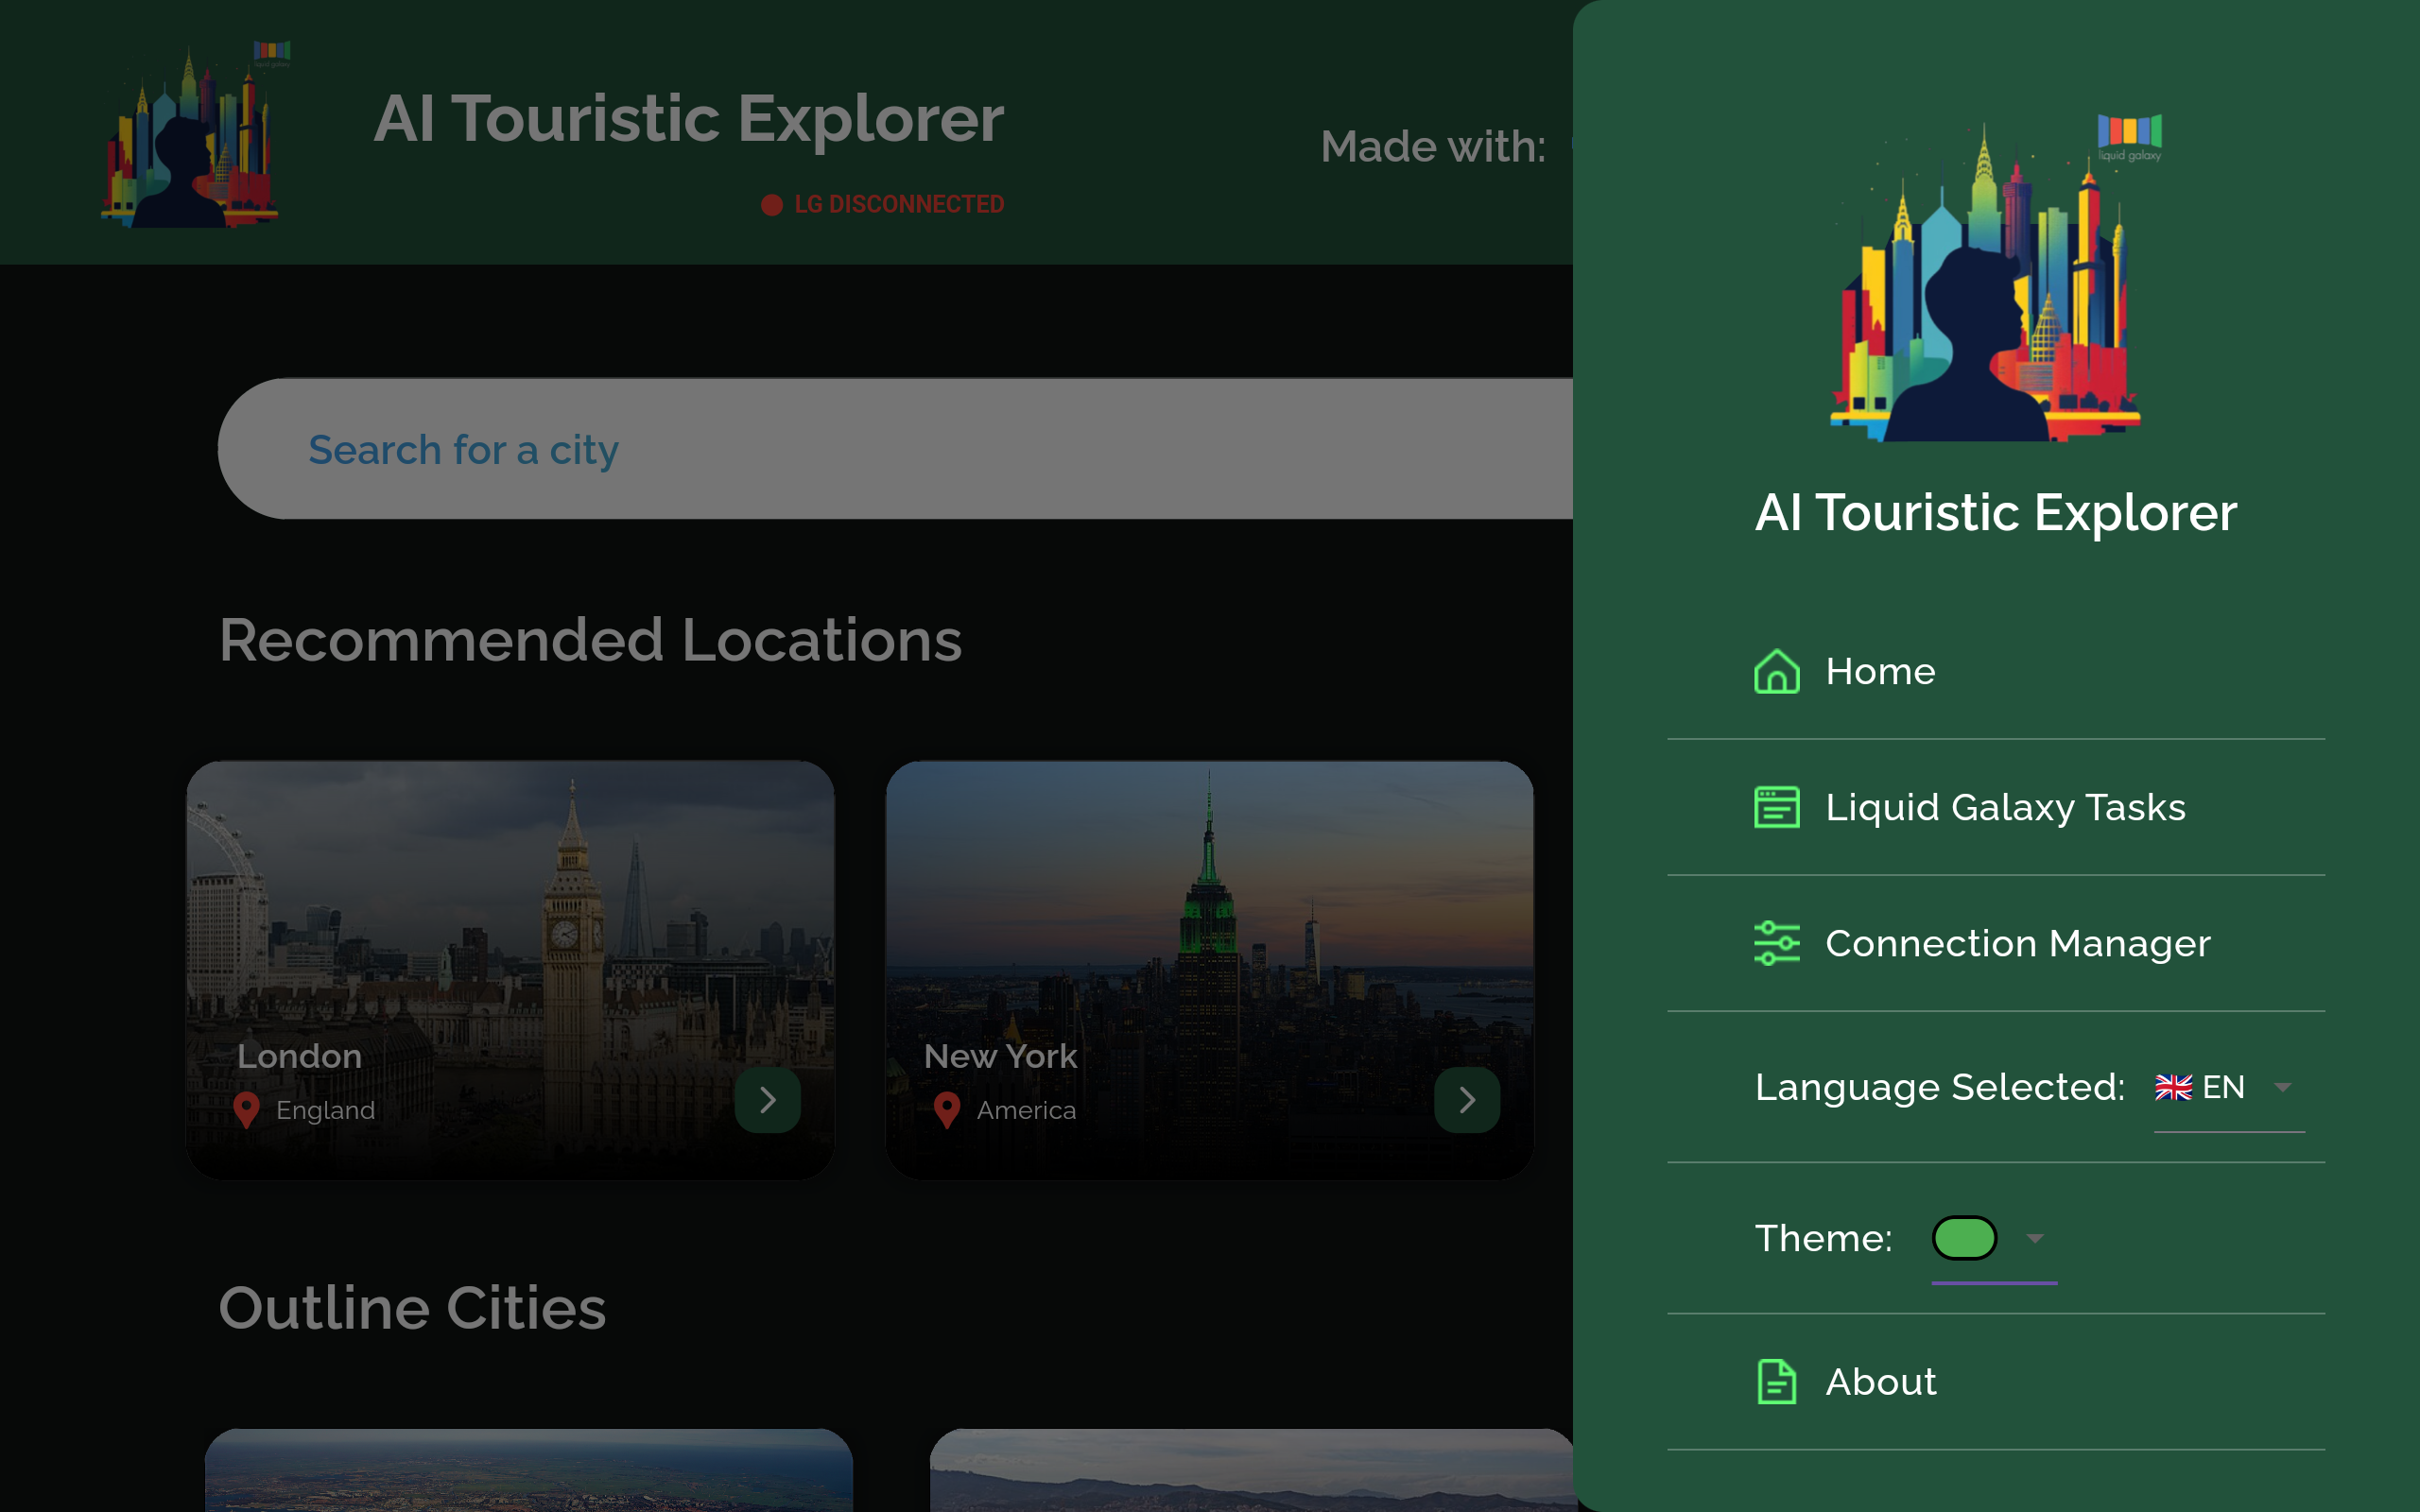 liquid galaxy
AI Touristic Explorer
Made with:
LG DISCONNECTED
Search for a city
Recommended Locations
London
England
New York
America
Outline Cities
liquid galaxy
AI Touristic Explorer
Home
Liquid Galaxy Tasks
Connection Manager
Language Selected: 🇬🇧 EN
Theme:
About